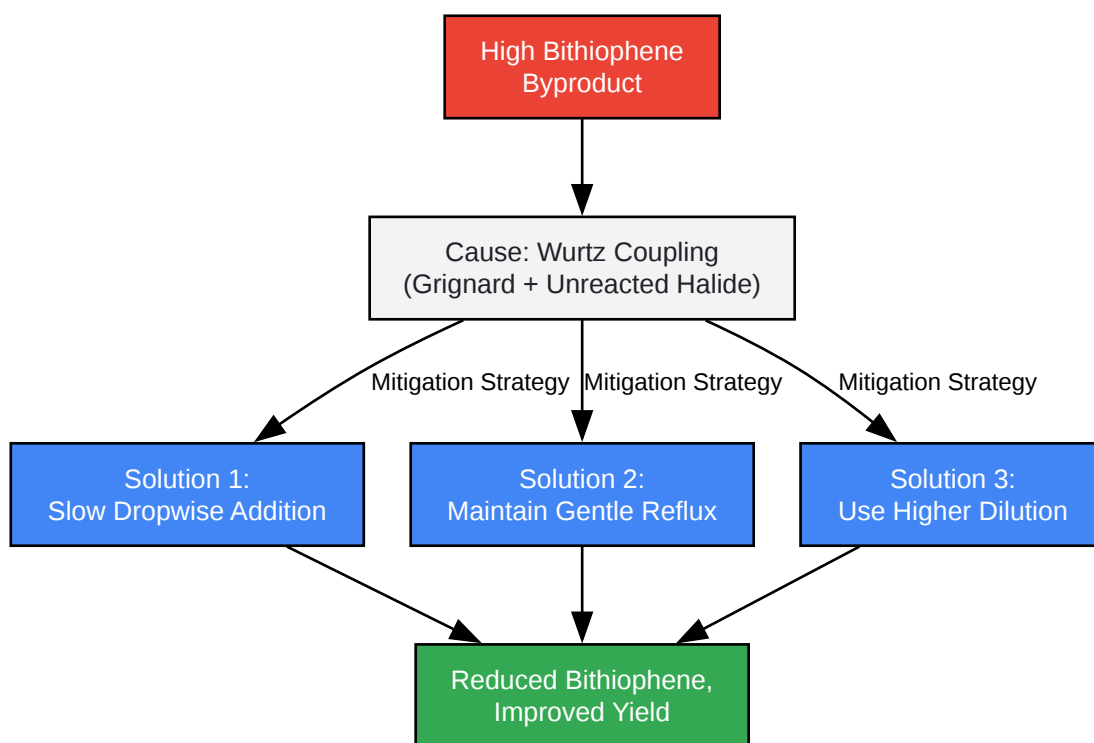 High Bithiophene
Byproduct
Cause: Wurtz Coupling
(Grignard + Unreacted Halide)
Mitigation Strategy
Mitigation Strategy
Mitigation Strategy
Solution 1:
Slow Dropwise Addition
Solution 2:
Maintain Gentle Reflux
Solution 3:
Use Higher Dilution
Reduced Bithiophene,
Improved Yield